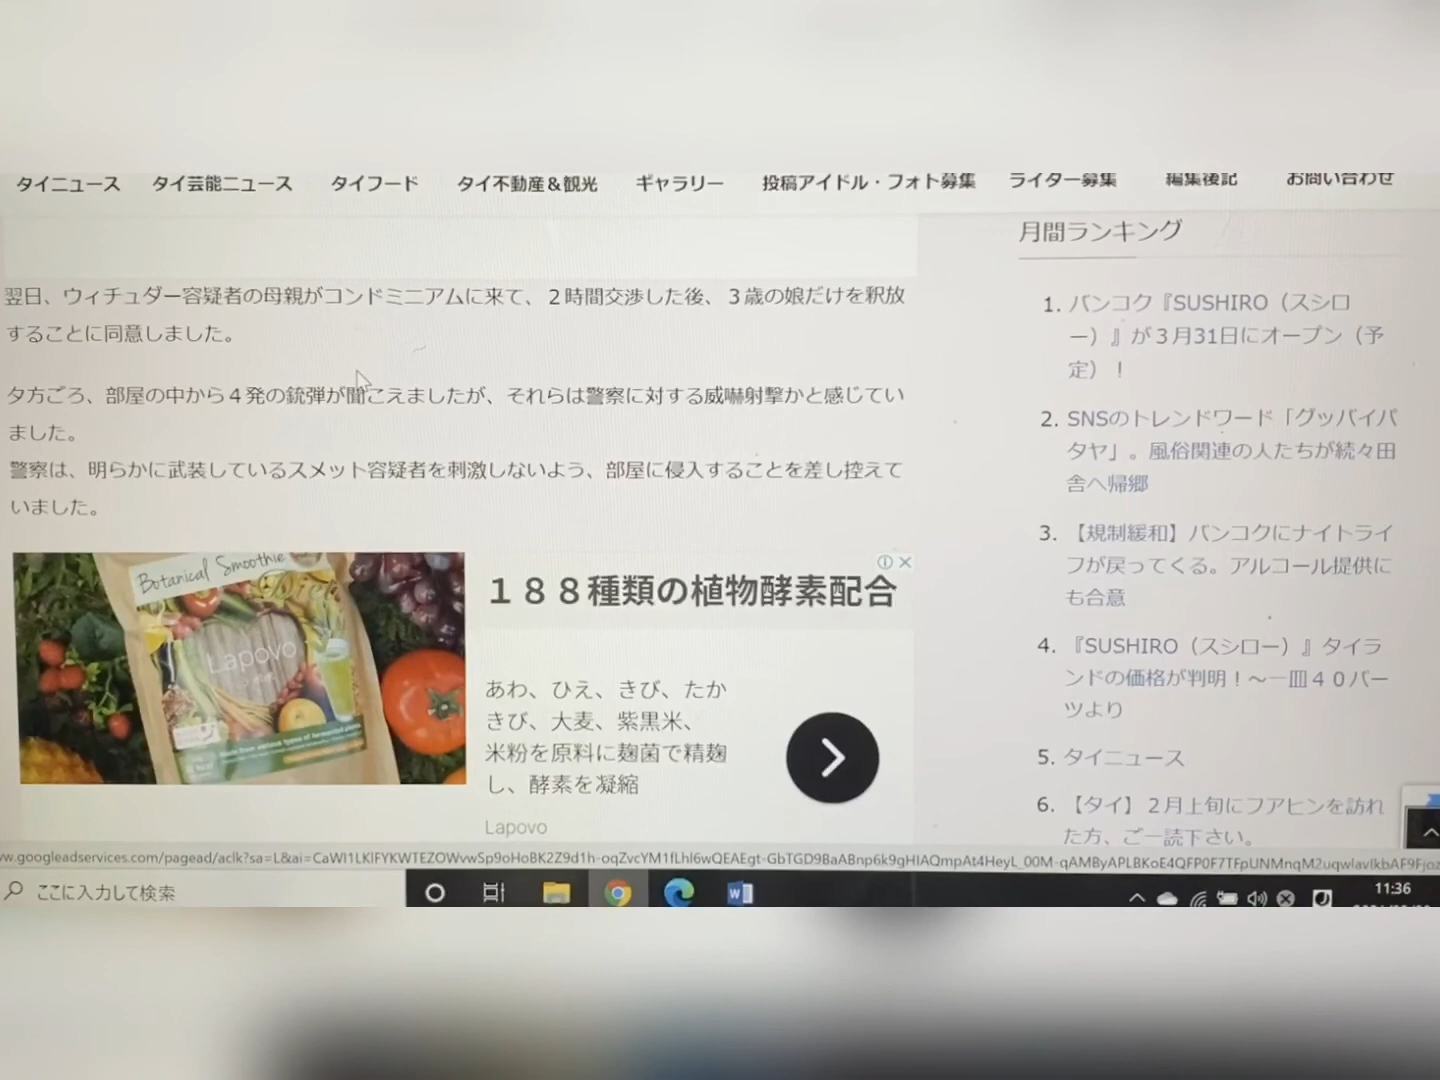 タイニュース タイ芸能ニュース タイフード タイ不動産＆観光 ギャラリー 投稿アイドル・フォト募集 ライター募集 編集後記 お問い合わせ
翌日、ウィチュダー容疑者の母親がコンドミニアムに来て、２時間交渉した後、３歳の娘だけを釈放
することに同意しました。
夕方ごろ、部屋の中から４発の銃弾が聞こえましたが、それらは警察に対する威嚇射撃かと感じてい
ました。
警察は、明らかに武装しているスメット容疑者を刺激しないよう、部屋に侵入することを差し控えて
いました。
Botanical Smoothie
Diet
Lapovo
１８８種類の植物酵素配合
あわ、ひえ、きび、たか
きび、大麦、紫黒米、
米粉を原料に麹菌で精麹
し、酵素を凝縮
Lapovo
月間ランキング
1. バンコク『SUSHIRO（スシロ
ー）』が３月31日にオープン（予
定）！
2. SNSのトレンドワード「グッバイパ
タヤ」。風俗関連の人たちが続々田
舎へ帰郷
3. 【規制緩和】バンコクにナイトライ
フが戻ってくる。アルコール提供に
も合意
4. 『SUSHIRO（スシロー）』タイラ
ンドの価格が判明！～一皿４０バー
ツより
5. タイニュース
6. 【タイ】２月上旬にフアヒンを訪れ
た方、ご一読下さい。
ここに入力して検索
11:36